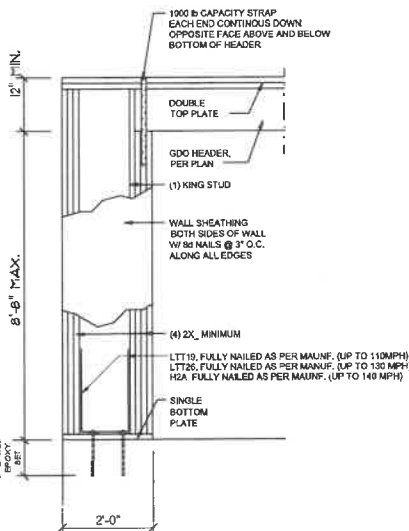 1900 lb CAPACITY STRAP
EACH END CONTINOUS DOWN
OPPOSITE FACE ABOVE AND BELOW
BOTTOM OF HEADER
12" MIN.
DOUBLE
TOP PLATE
GDO HEADER,
PER PLAN
(1) KING STUD
WALL SHEATHING
BOTH SIDES OF WALL
W/ 8d NAILS @ 3" O.C.
ALONG ALL EDGES
8'-8" MAX.
(4) 2X_ MINIMUM
LTT19, FULLY NAILED AS PER MAUNF. (UP TO 110MPH)
LTT26, FULLY NAILED AS PER MANUF. (UP TO 130 MPH)
H2A, FULLY NAILED AS PER MAUNF. (UP TO 140 MPH)
SINGLE
BOTTOM
PLATE
EPOXY
SET
2'-0"